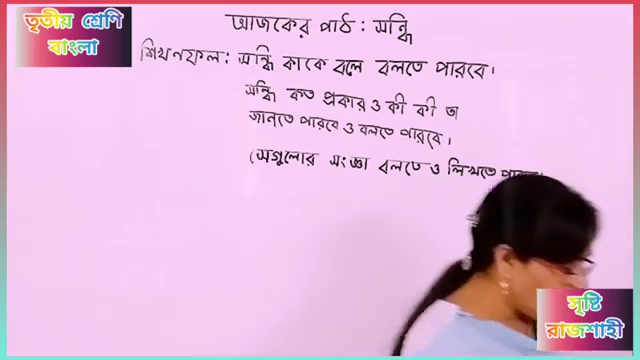 তৃতীয় শ্রেণি
বাংলা
আজকের পাঠ : সন্ধি
শিখনফল : সন্ধি কাকে বলে বলতে পারবে।
সন্ধি কত প্রকার ও কী কী তা
জানতে পারবে ও বলতে পারবে।
সেগুলোর সংজ্ঞা বলতে ও লিখতে
সৃষ্টি
রাজশাহী